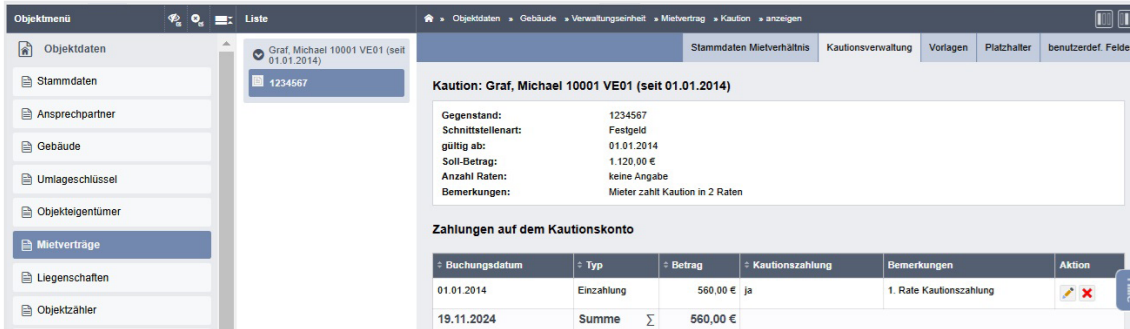 Objektmenü
Liste
» Objektdaten » Gebäude » Verwaltungseinheit » Mietvertrag » Kaution » anzeigen
Objektdaten
Stammdaten
Ansprechpartner
Gebäude
Umlageschlüssel
Objekteigentümer
Mietverträge
Liegenschaften
Objektzähler
Graf, Michael 10001 VE01 (seit
01.01.2014)
1234567
Stammdaten Mietverhältnis Kautionsverwaltung Vorlagen Platzhalter benutzerdef. Felde
Kaution: Graf, Michael 10001 VE01 (seit 01.01.2014)
Gegenstand: 1234567
Schnittstellenart: Festgeld
gültig ab: 01.01.2014
Soll-Betrag: 1.120,00 €
Anzahl Raten: keine Angabe
Bemerkungen: Mieter zahlt Kaution in 2 Raten
Zahlungen auf dem Kautionskonto
Buchungsdatum Typ Betrag Kautionszahlung Bemerkungen Aktion
01.01.2014 Einzahlung 560,00 € ja 1. Rate Kautionszahlung
19.11.2024 Summe Σ 560,00 €